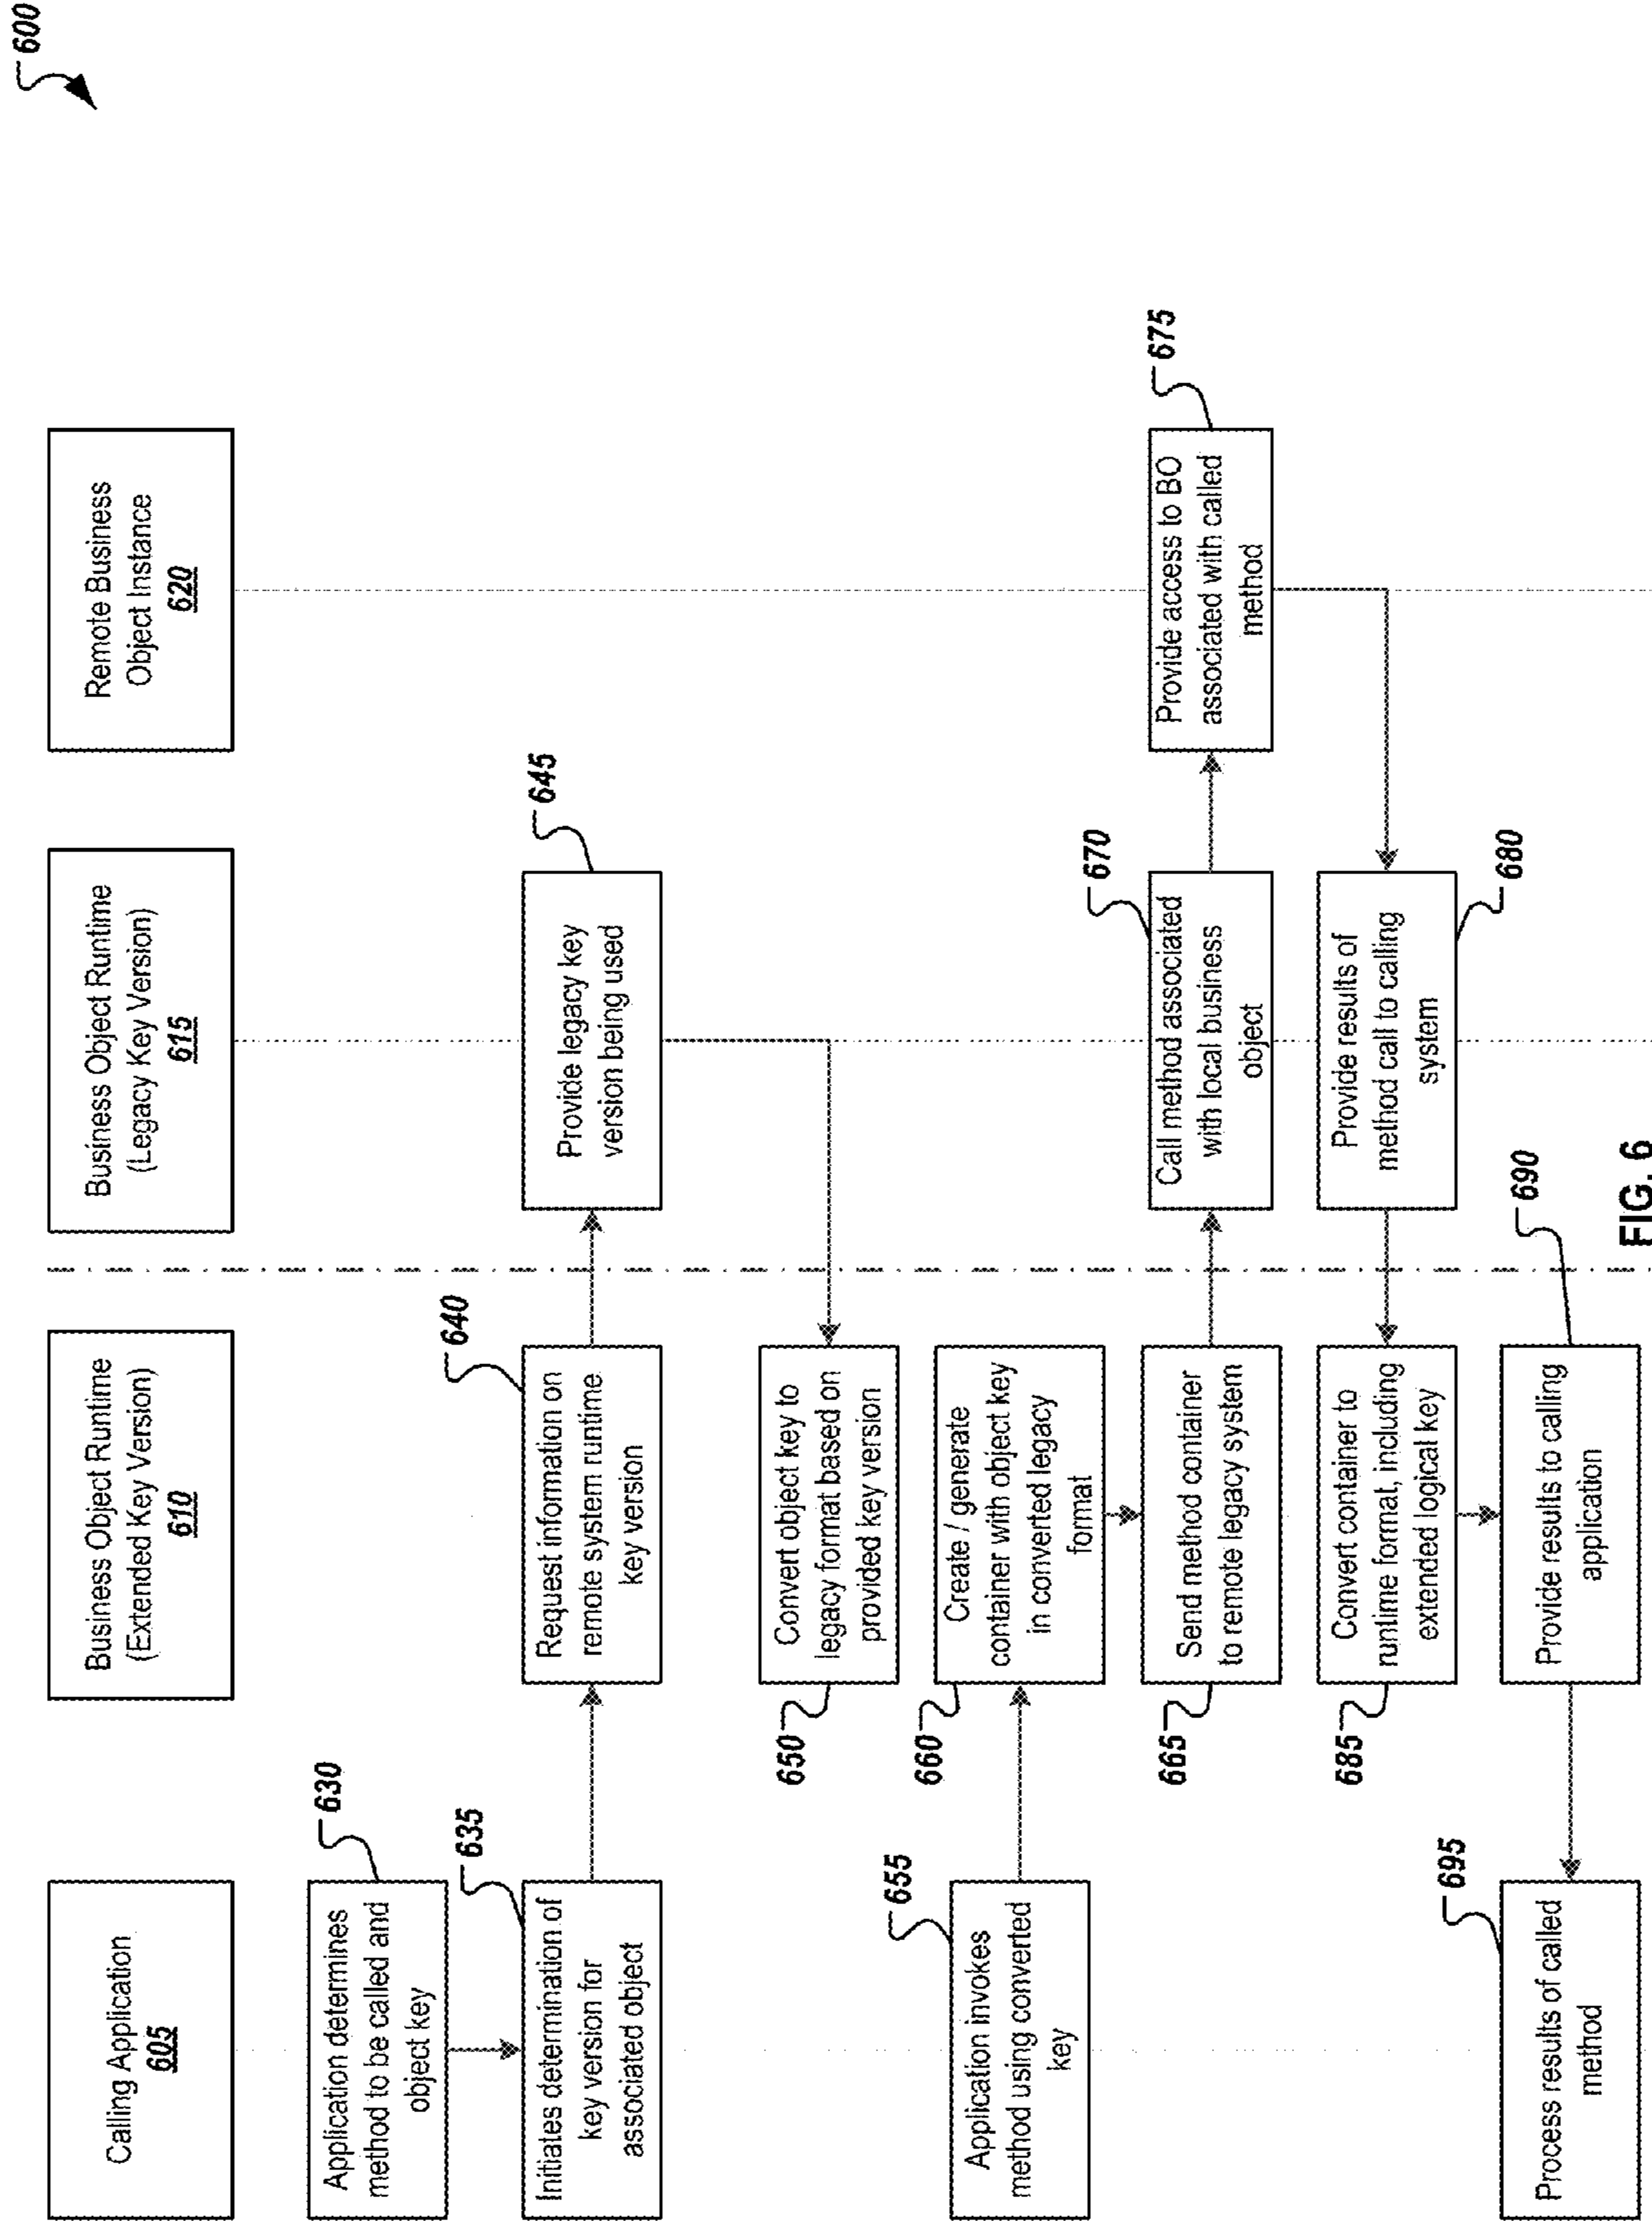 600
Calling Application
605
Business Object Runtime
(Extended Key Version)
610
Business Object Runtime
(Legacy Key Version)
615
Remote Business
Object Instance
620
630
Application determines
method to be called and
object key
635
Initiates determination of
key version for
associated object
640
Request information on
remote system runtime
key version
645
Provide legacy key
version being used
650
Convert object key to
legacy format based on
provided key version
655
Application invokes
method using converted
key
660
Create / generate
container with object key
in converted legacy
format
665
Send method container
to remote legacy system
670
Call method associated
with local business
object
675
Provide access to BO
associated with called
method
680
Provide results of
method call to calling
system
685
Convert container to
runtime format, including
extended logical key
690
Provide results to calling
application
695
Process results of called
method
FIG. 6